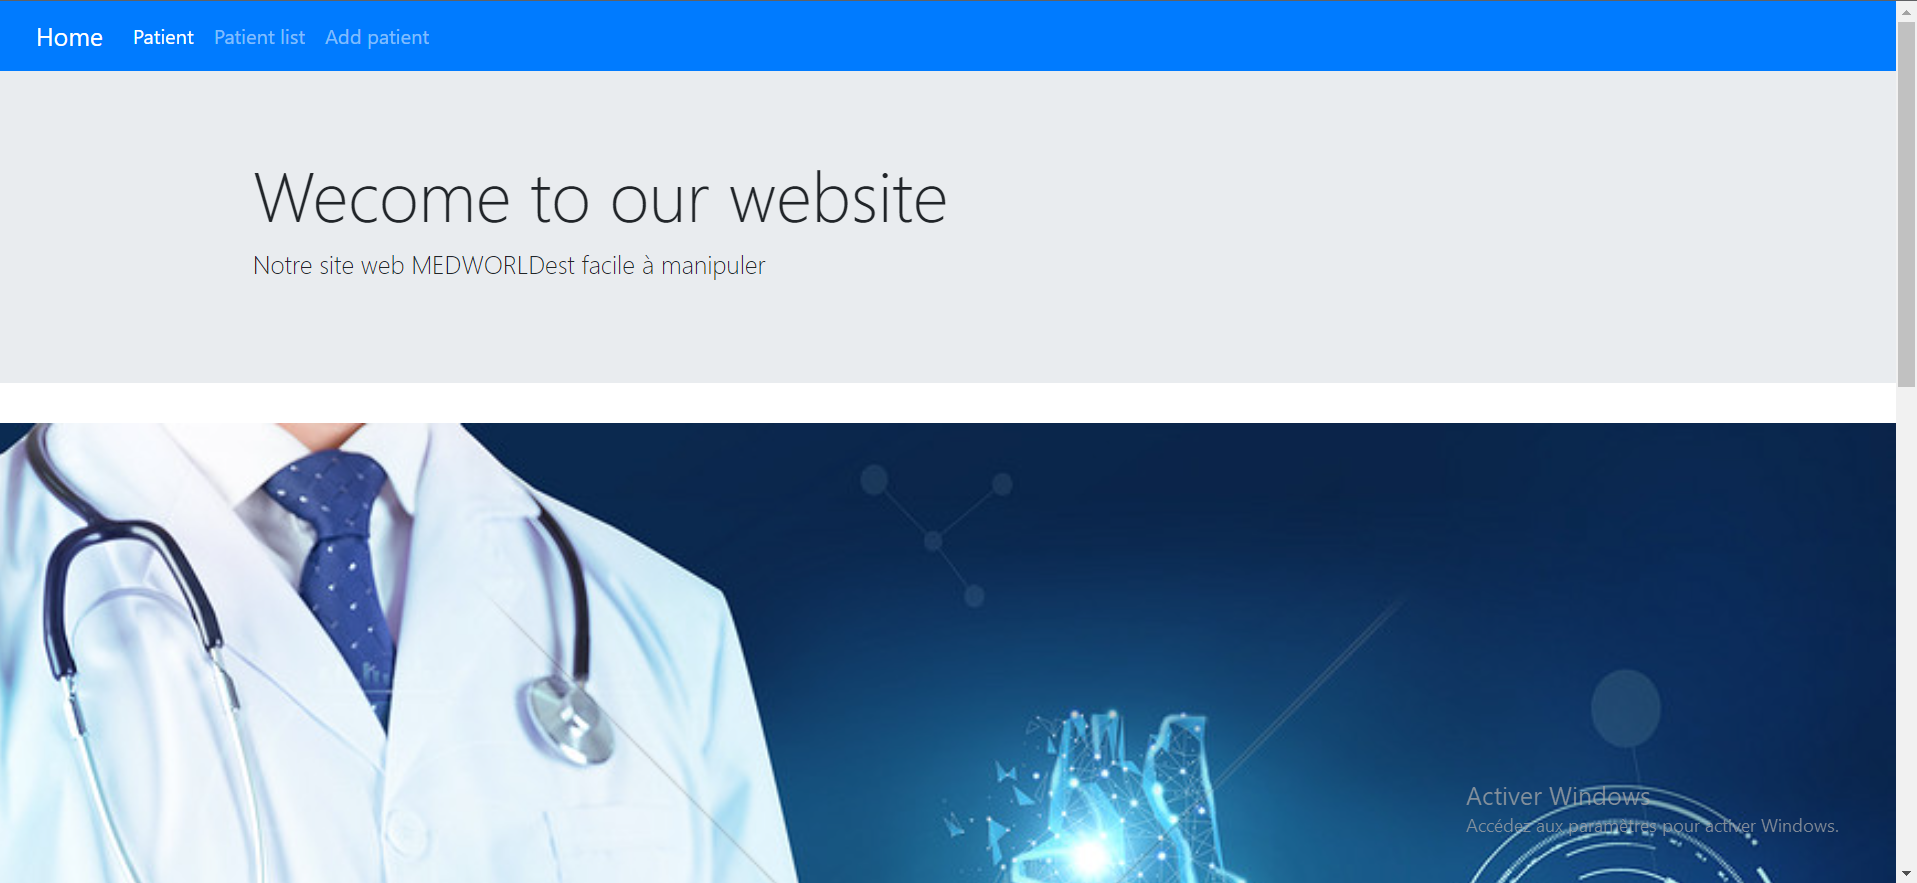 Home Patient Patient list Add patient
Wecome to our website
Notre site web MEDWORLDest facile à manipuler
Activer Windows
Accédez aux paramètres pour activer Windows.